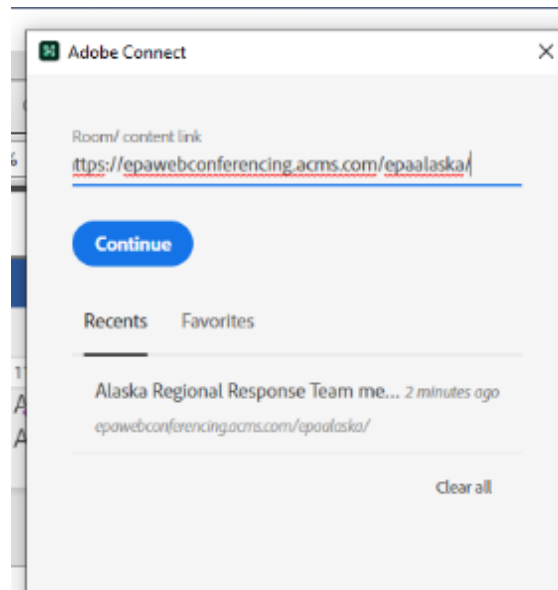 Adobe Connect
Room/ content link
ttps://epawebconferencing.acms.com/epaalaska/
Continue
Recents Favorites
Alaska Regional Response Team me... 2 minutes ago
epawebconferencing.acms.com/epaalaska/
Clear all